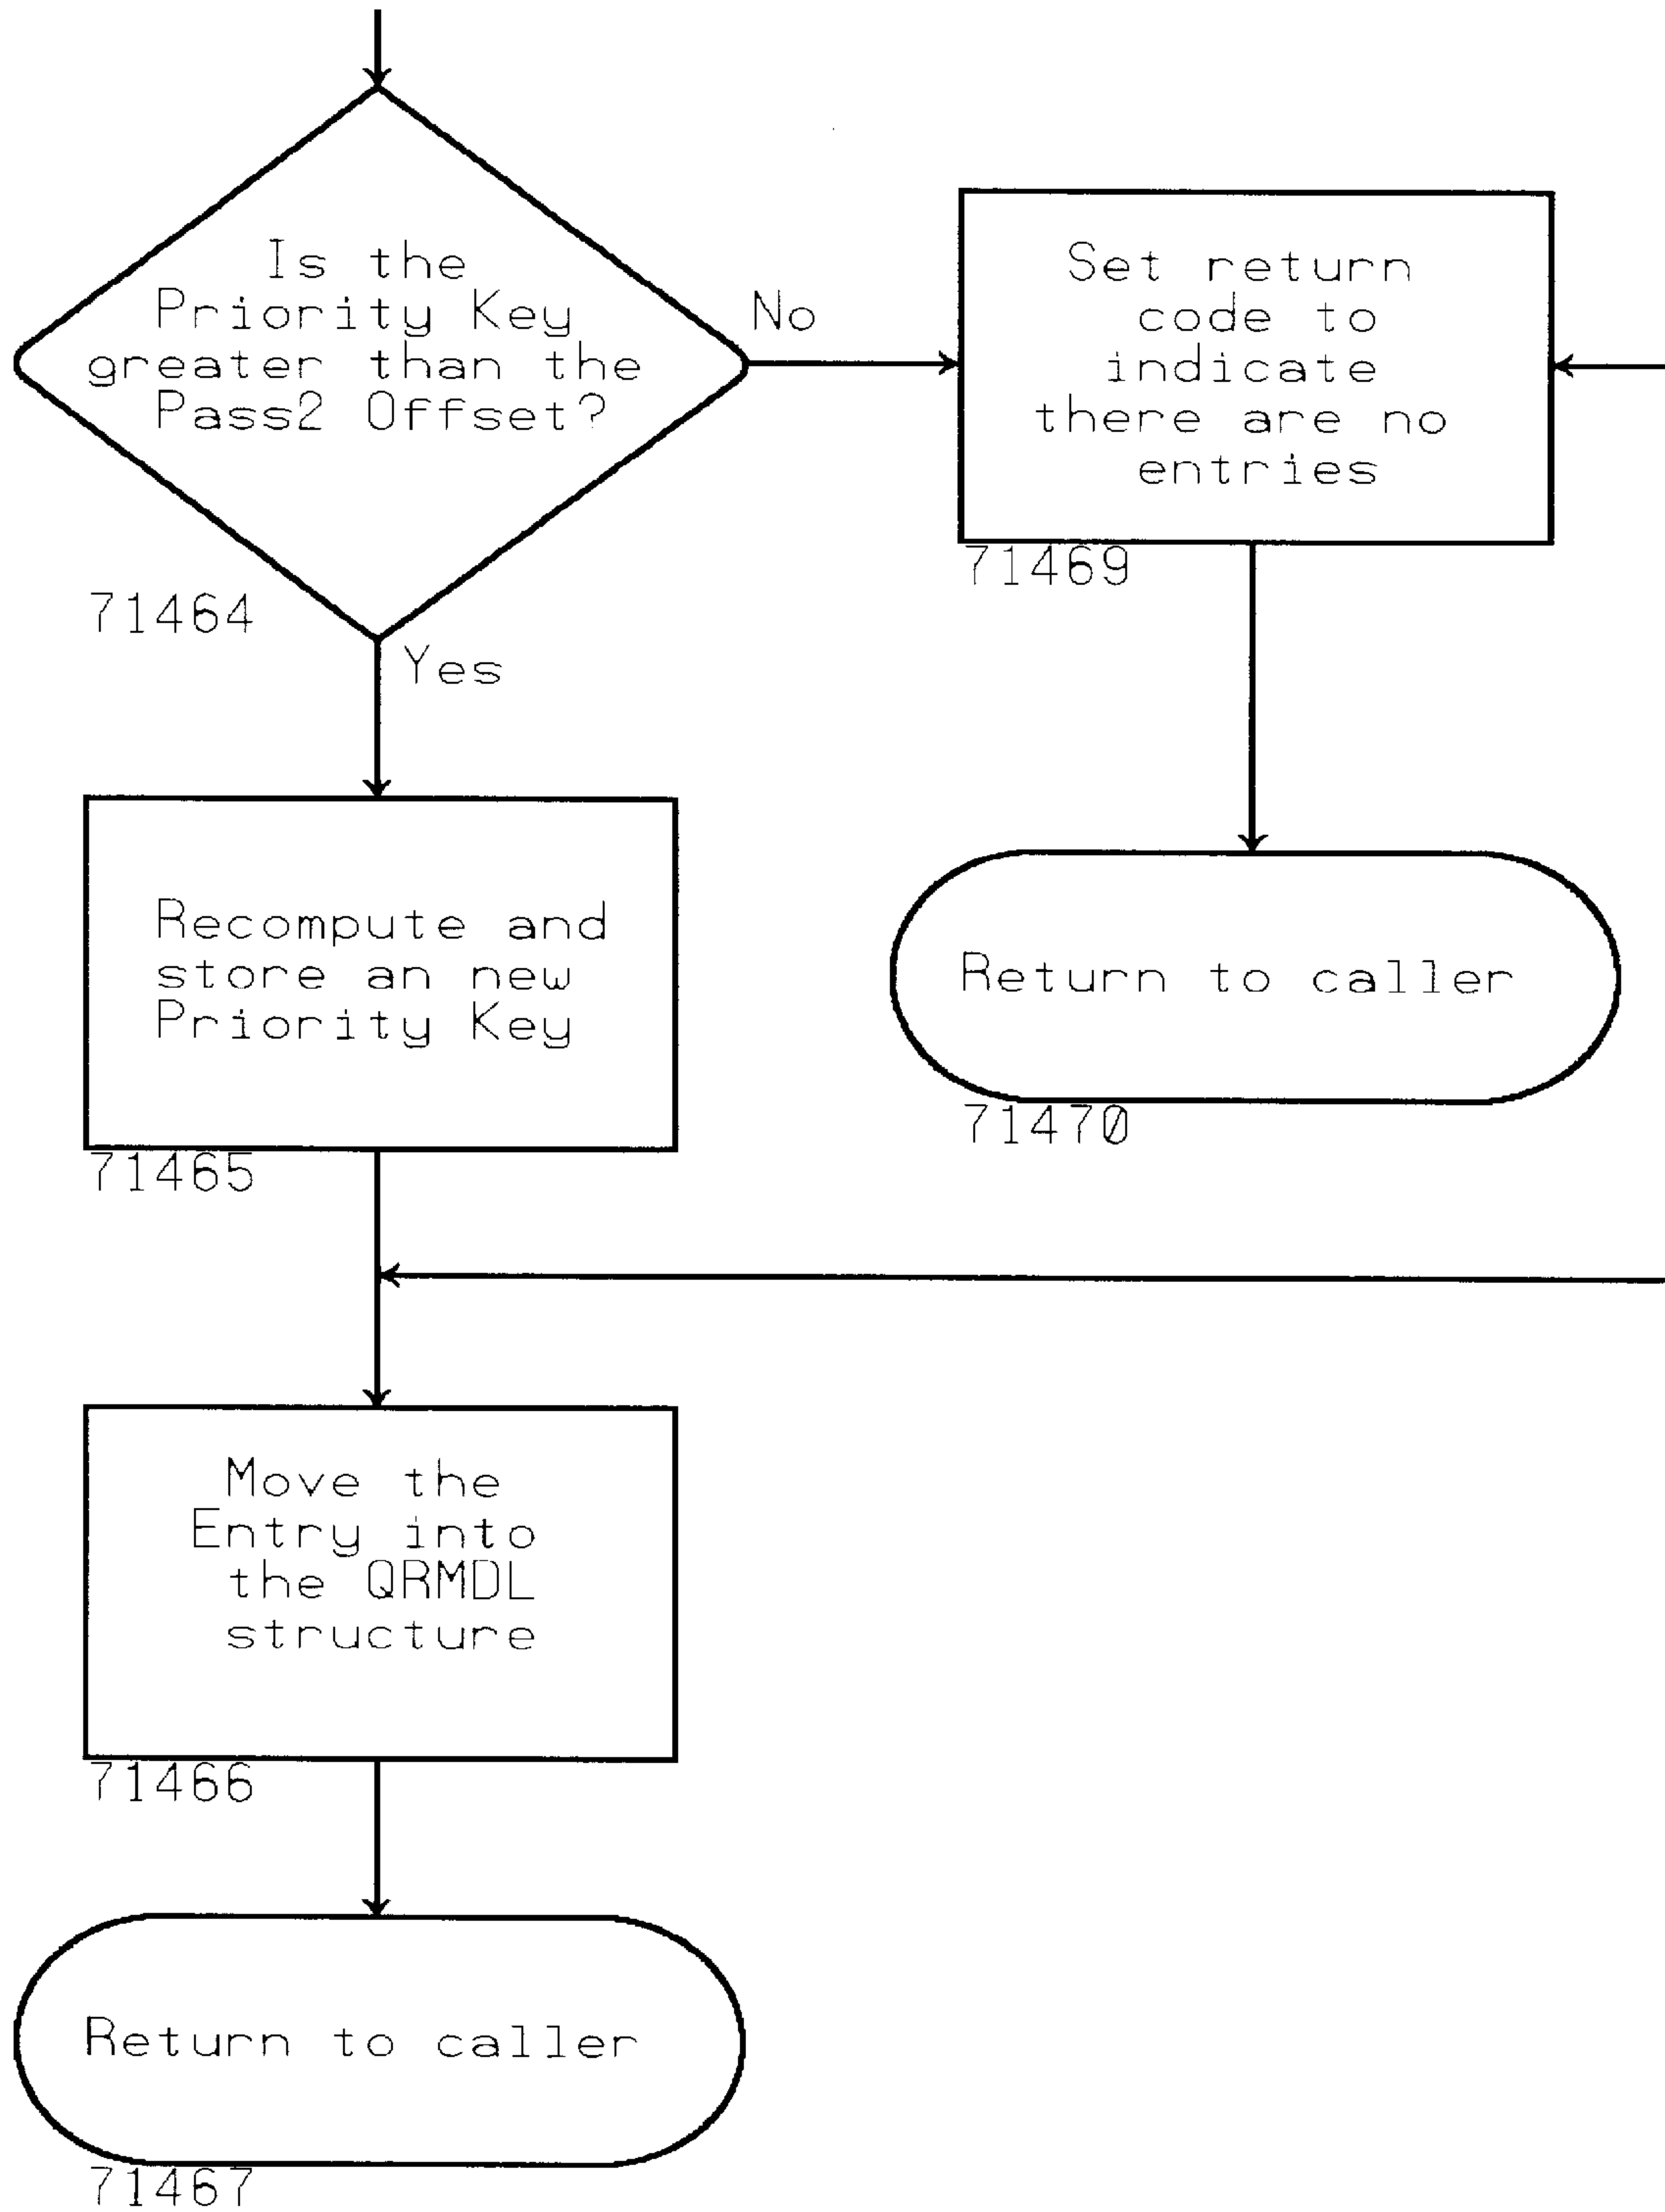 Is the
Priority Key
greater than the
Pass2 Offset?
No
71464
Yes
Set return
code to
indicate
there are no
entries
71469
Recompute and
store an new
Priority Key
71465
Return to caller
71470
Move the
Entry into
the QRMDL
structure
71466
Return to caller
71467